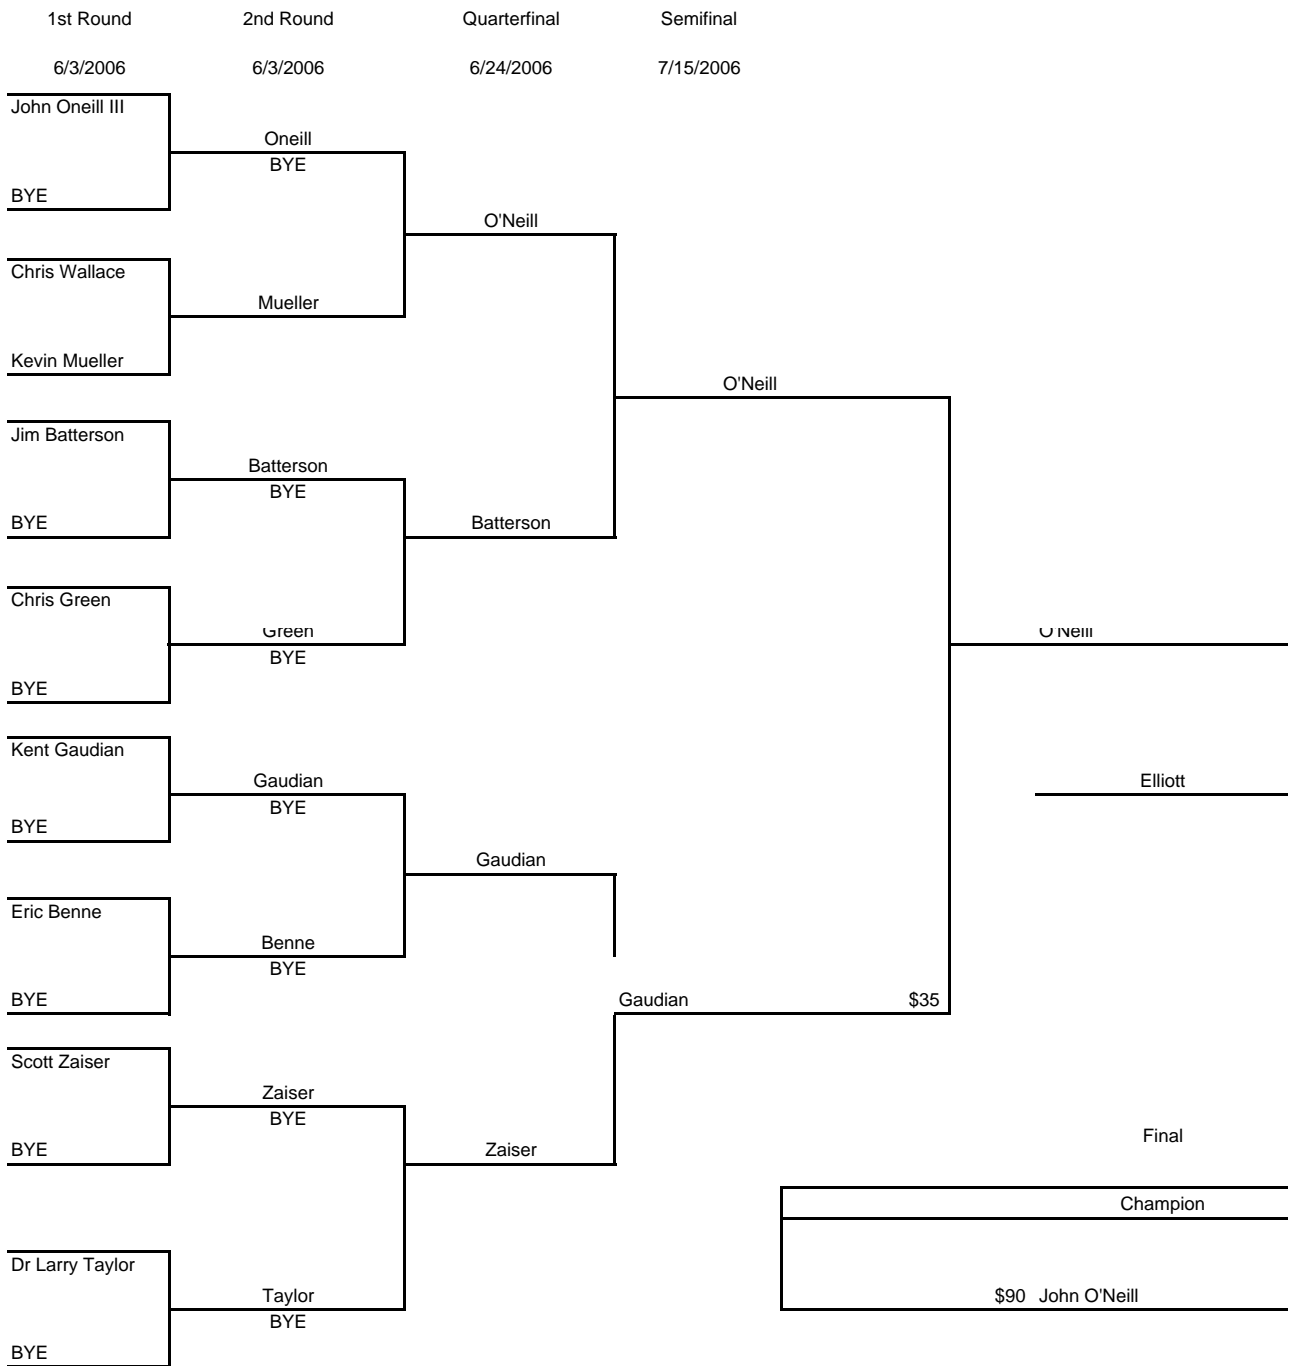 1st Round 2nd Round Quarterfinal Semifinal
6/3/2006 6/3/2006 6/24/2006 7/15/2006
John Oneill III
Oneill
BYE
BYE
O'Neill
Chris Wallace
Mueller
Kevin Mueller
O'Neill
Jim Batterson
Batterson
BYE
BYE Batterson
Chris Green
Green O'Neill
BYE
BYE
Kent Gaudian
Gaudian Elliott
BYE
BYE
Gaudian
Eric Benne
Benne
BYE
BYE Gaudian $35
Scott Zaiser
Zaiser
BYE
Final
BYE Zaiser
Champion
Dr Larry Taylor
Taylor $90 John O'Neill
BYE
BYE